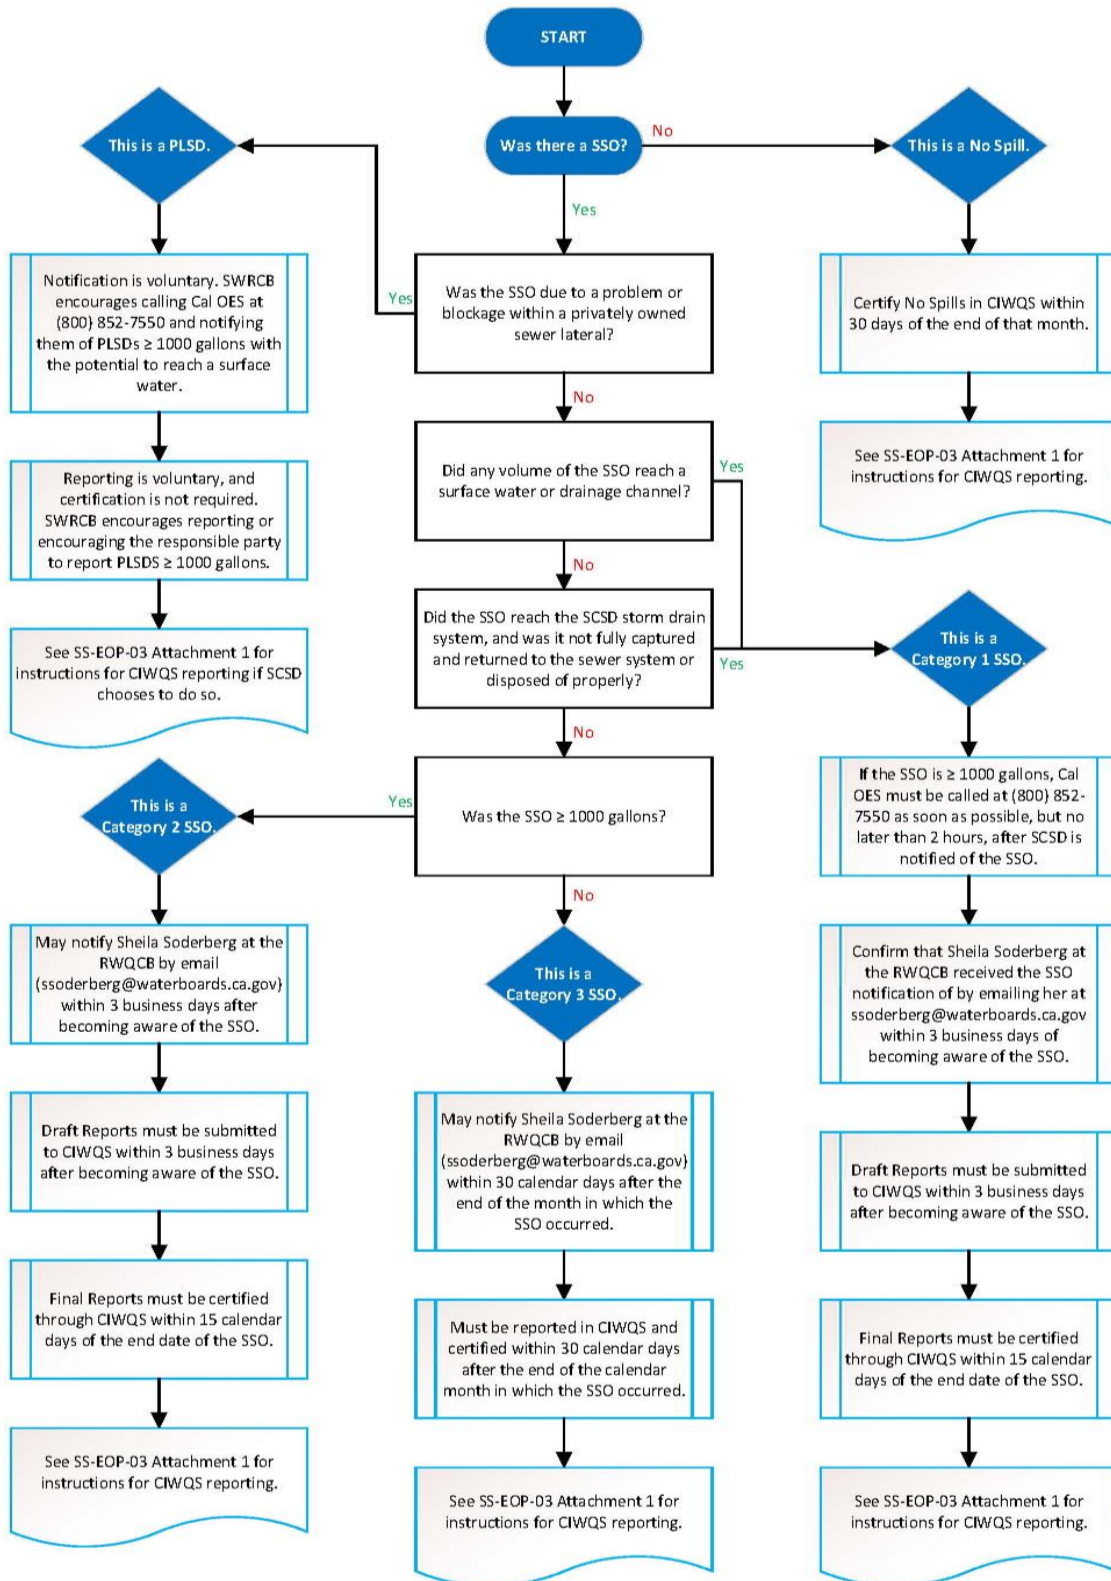 START
Was there a SSO?
No
This is a No Spill.
Certify No Spills in CIWQS within
30 days of the end of that month.
See SS-EOP-03 Attachment 1 for
instructions for CIWQS reporting.
Yes
Was the SSO due to a problem or
blockage within a privately owned
sewer lateral?
Yes
This is a PLSD.
Notification is voluntary. SWRCB
encourages calling Cal OES at
(800) 852-7550 and notifying
them of PLSDs ≥ 1000 gallons with
the potential to reach a surface
water.
Reporting is voluntary, and
certification is not required.
SWRCB encourages reporting or
encouraging the responsible party
to report PLSDS ≥ 1000 gallons.
See SS-EOP-03 Attachment 1 for
instructions for CIWQS reporting if SCSD
chooses to do so.
No
Did any volume of the SSO reach a
surface water or drainage channel?
Yes
No
Did the SSO reach the SCSD storm drain
system, and was it not fully captured
and returned to the sewer system or
disposed of properly?
Yes
This is a
Category 1 SSO.
If the SSO is ≥ 1000 gallons, Cal
OES must be called at (800) 852-
7550 as soon as possible, but no
later than 2 hours, after SCSD is
notified of the SSO.
Confirm that Sheila Soderberg at
the RWQCB received the SSO
notification of by emailing her at
ssoderberg@waterboards.ca.gov
within 3 business days of
becoming aware of the SSO.
Draft Reports must be submitted
to CIWQS within 3 business days
after becoming aware of the SSO.
Final Reports must be certified
through CIWQS within 15 calendar
days of the end date of the SSO.
See SS-EOP-03 Attachment 1 for
instructions for CIWQS reporting.
No
Was the SSO ≥ 1000 gallons?
Yes
This is a
Category 2 SSO.
May notify Sheila Soderberg at the
RWQCB by email
(ssoderberg@waterboards.ca.gov)
within 3 business days after
becoming aware of the SSO.
Draft Reports must be submitted
to CIWQS within 3 business days
after becoming aware of the SSO.
Final Reports must be certified
through CIWQS within 15 calendar
days of the end date of the SSO.
See SS-EOP-03 Attachment 1 for
instructions for CIWQS reporting.
No
This is a
Category 3 SSO.
May notify Sheila Soderberg at the
RWQCB by email
(ssoderberg@waterboards.ca.gov)
within 30 calendar days after the
end of the month in which the
SSO occurred.
Must be reported in CIWQS and
certified within 30 calendar days
after the end of the calendar
month in which the SSO occurred.
See SS-EOP-03 Attachment 1 for
instructions for CIWQS reporting.